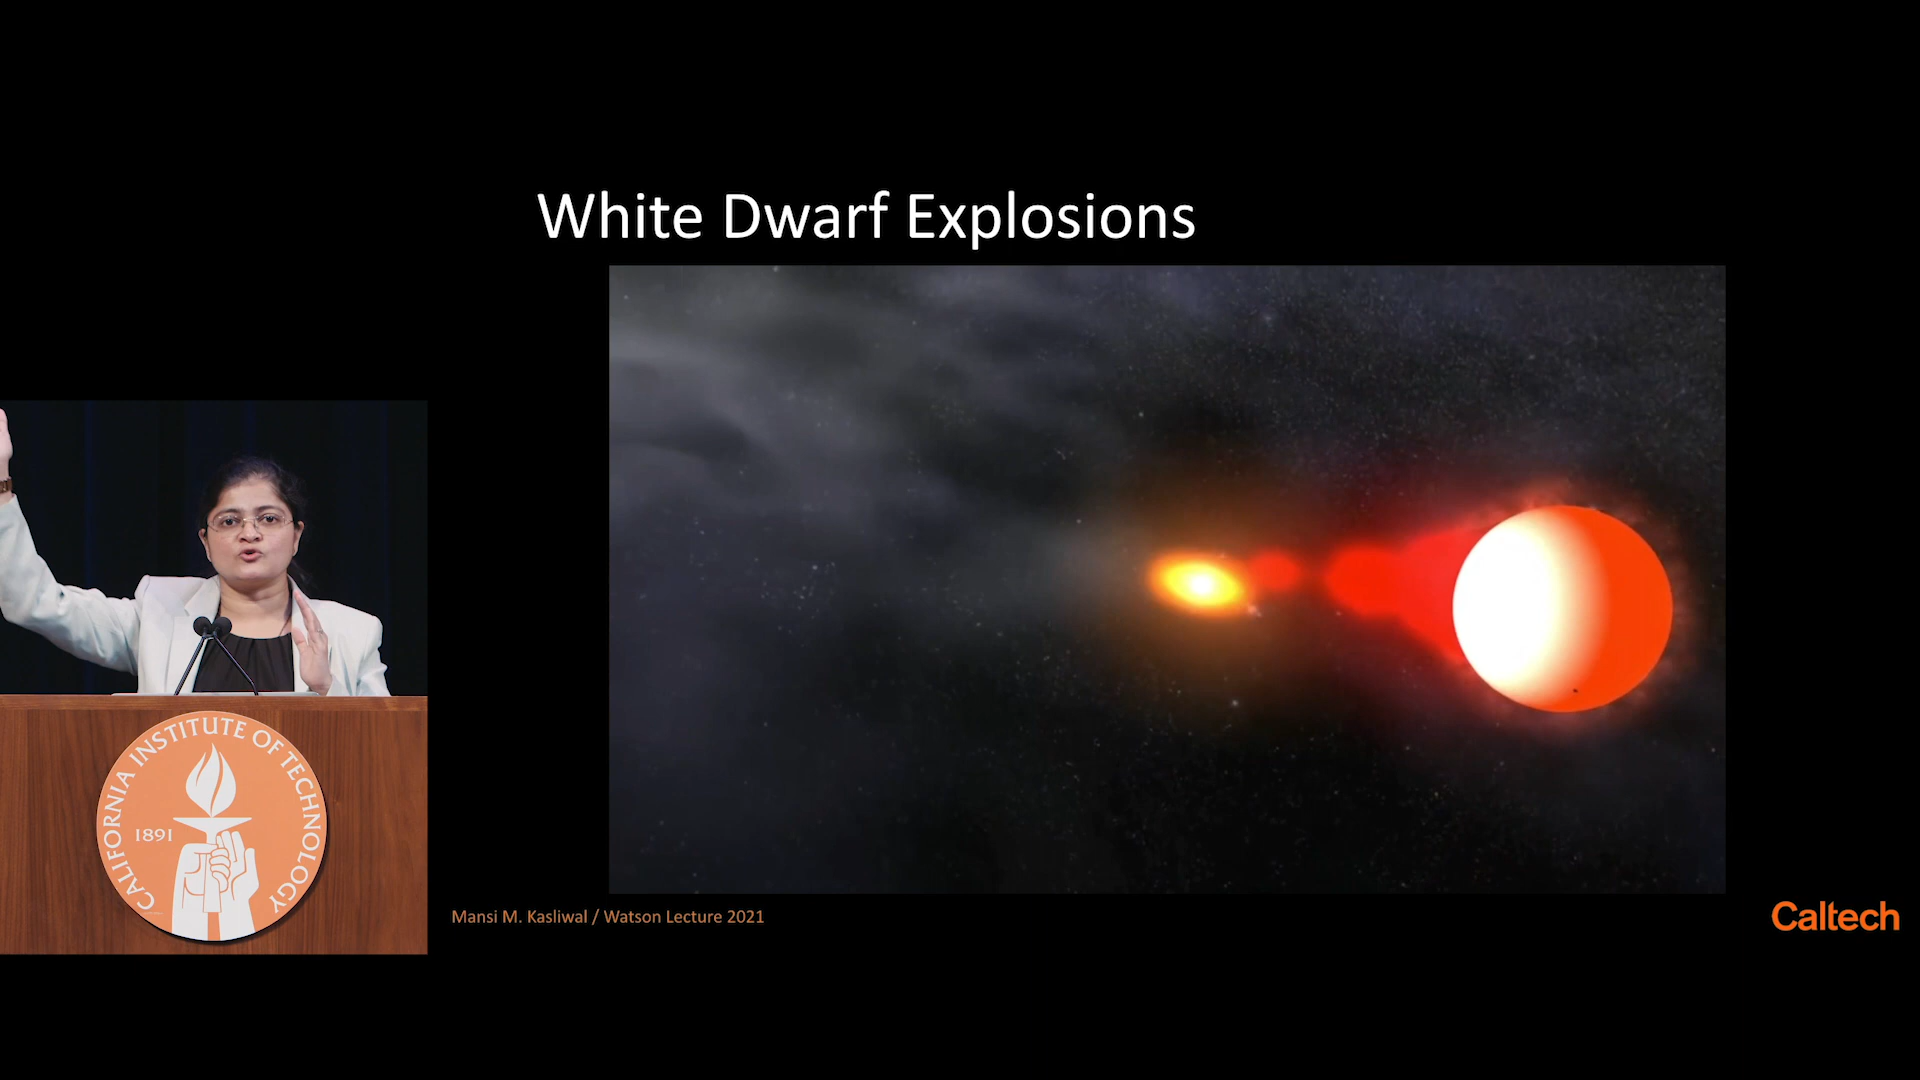 White Dwarf Explosions
CALIFORNIA INSTITUTE OF TECHNOLOGY
1891
Mansi M. Kasliwal / Watson Lecture 2021
Caltech